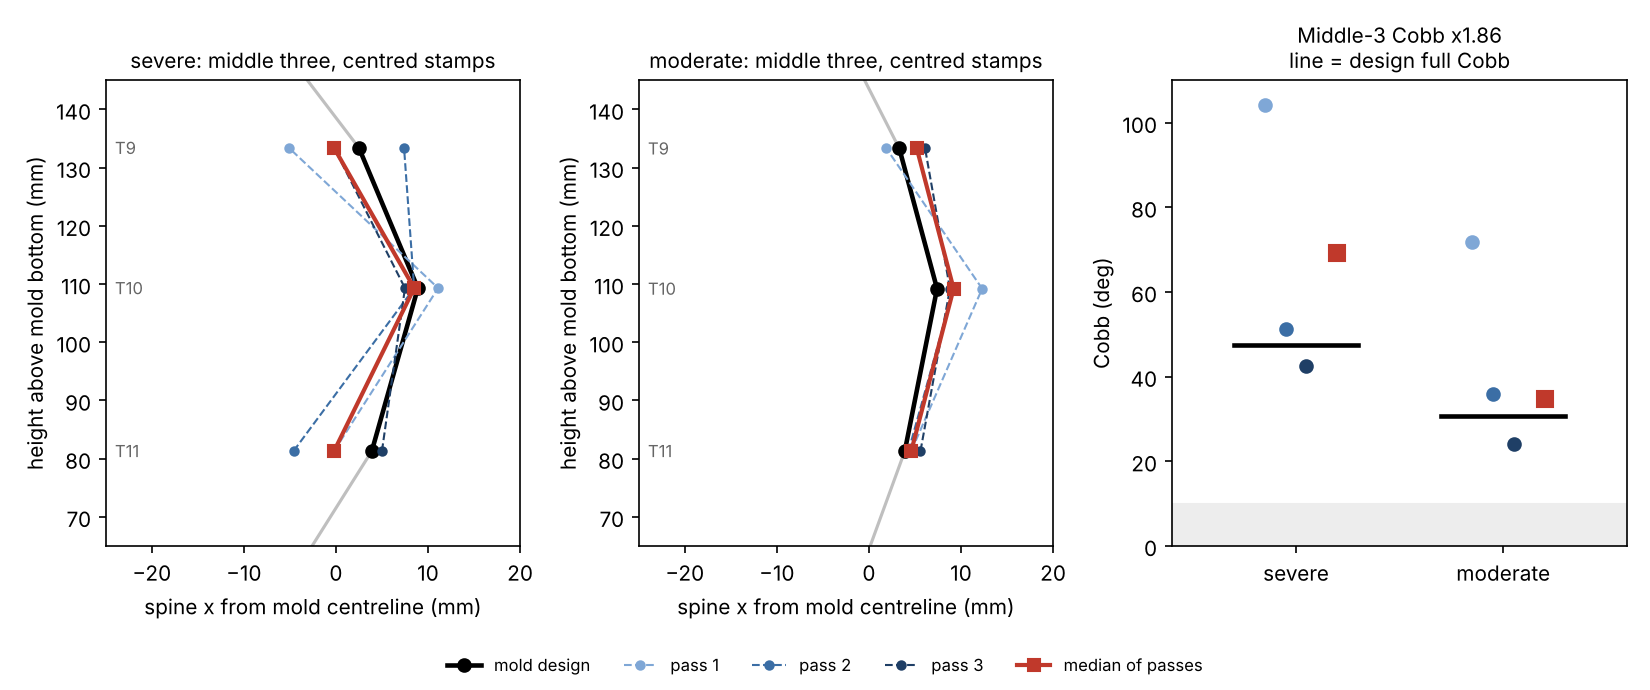 severe: middle three, centred stamps
140
130
120
110
100
90
80
70
T9
T10
T11
−20
−10
0
10
20
height above mold bottom (mm)
spine x from mold centreline (mm)
moderate: middle three, centred stamps
140
130
120
110
100
90
80
70
T9
T10
T11
−20
−10
0
10
20
height above mold bottom (mm)
spine x from mold centreline (mm)
Middle-3 Cobb x1.86
line = design full Cobb
100
80
60
40
20
0
Cobb (deg)
severe
moderate
mold design
pass 1
pass 2
pass 3
median of passes